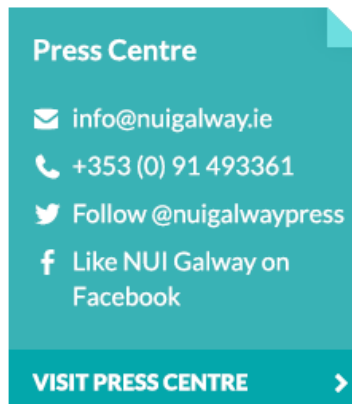 Press Centre
info@nuigalway.ie
+353 (0) 91 493361
Follow @nuigalwaypress
Like NUI Galway on
Facebook
VISIT PRESS CENTRE